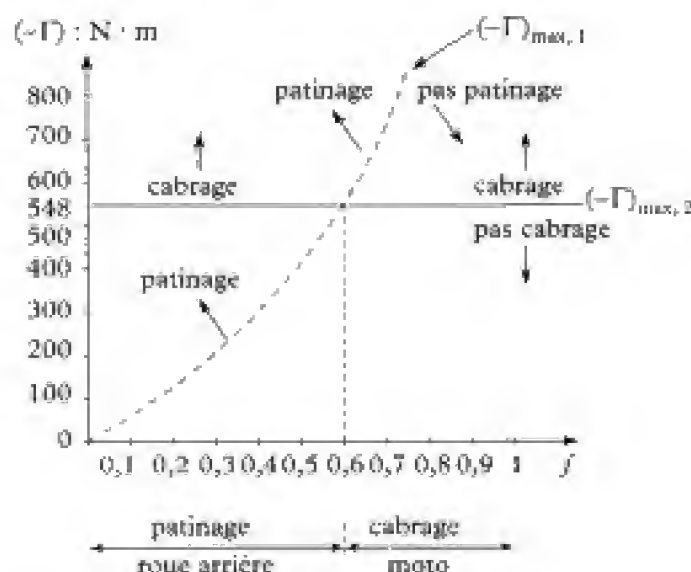 (-Γ) : N · m
(-Γ)max, 1
patinage
pas patinage
800
700
600
548
500
400
300
200
100
0
cabrage
cabrage
(-Γ)max, 2
pas cabrage
patinage
0,1 0,2 0,3 0,4 0,5 0,6 0,7 0,8 0,9 1 f
patinage
roue arrière
cabrage
moto